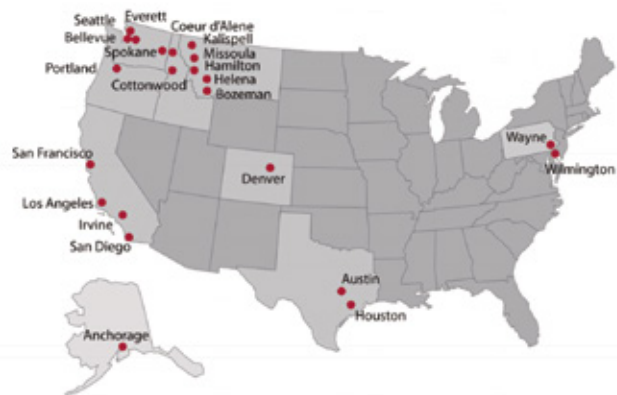 Seattle
Everett
Bellevue
Spokane
Coeur d'Alene
Kalispell
Missoula
Hamilton
Helena
Bozeman
Portland
Cottonwood
San Francisco
Los Angeles
Irvine
San Diego
Denver
Wayne
Wilmington
Austin
Houston
Anchorage